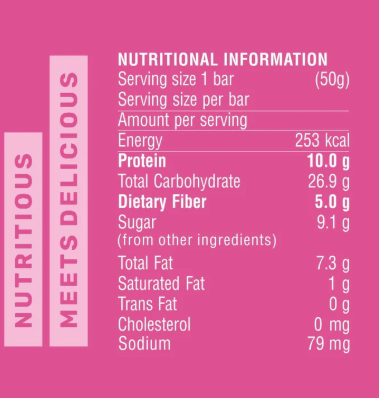 NUTRITIOUS
MEETS DELICIOUS
NUTRITIONAL INFORMATION
Serving size 1 bar (50g)
Serving size per bar
Amount per serving
Energy 253 kcal
Protein 10.0 g
Total Carbohydrate 26.9 g
Dietary Fiber 5.0 g
Sugar 9.1 g
(from other ingredients)
Total Fat 7.3 g
Saturated Fat 1 g
Trans Fat 0 g
Cholesterol 0 mg
Sodium 79 mg